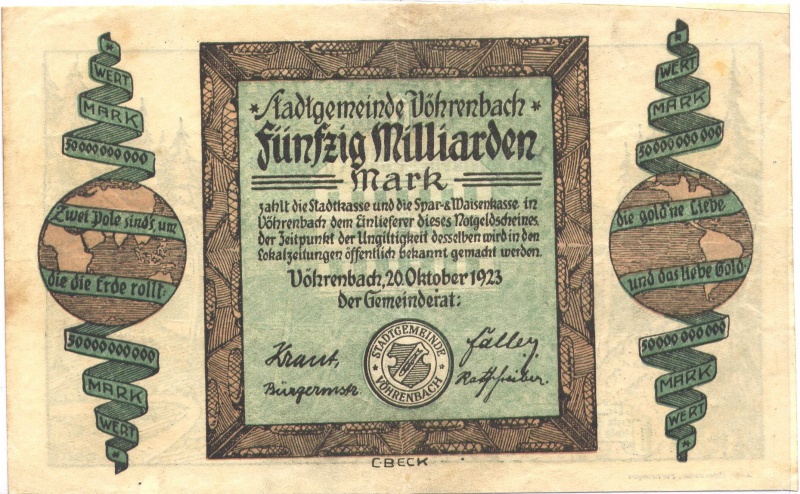 WERT
MARK
50000000000
Zwei Pole sind's, um
die die Erde rollt:
50000000000
MARK
WERT
* Stadtgemeinde Vöhrenbach *
Fünfzig Milliarden
Mark
zahlt die Stadtkasse und die Spar-& Waisenkasse in
Vöhrenbach dem Einlieferer dieses Notgeldscheines,
der Zeitpunkt der Ungiltigkeit desselben wird in den
Lokalzeitungen öffentlich bekannt gemacht werden.
Vöhrenbach, 20. Oktober 1923
Der Gemeinderat:
Kraut,
Bürgermstr.
* STADTGEMEINDE *
VÖHRENBACH
Ratschreiber.
C·BECK
WERT
MARK
50000000000
die gold'ne Liebe
und das liebe Gold.
50000000000
MARK
WERT